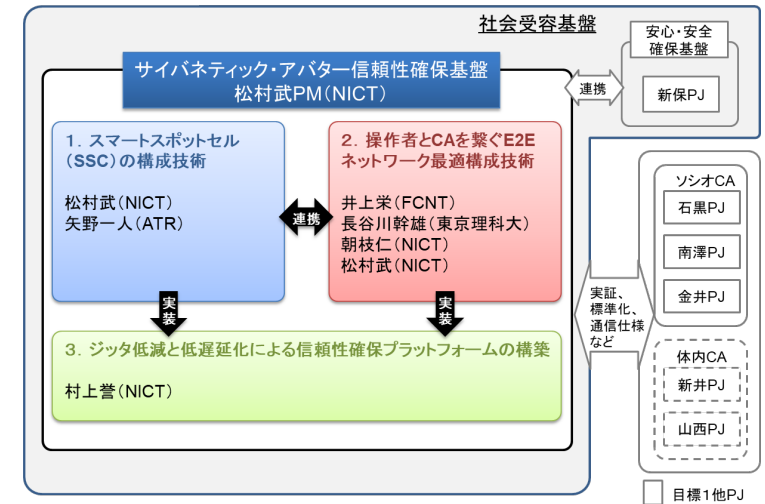 社会受容基盤
安心・安全
確保基盤
新保PJ
連携
サイバネティック・アバター信頼性確保基盤
松村武PM(NICT)
1. スマートスポットセル
(SSC)の構成技術
松村武(NICT)
矢野一人(ATR)
連携
2. 操作者とCAを繋ぐE2E
ネットワーク最適構成技術
井上栄(FCNT)
長谷川幹雄(東京理科大)
朝枝仁(NICT)
松村武(NICT)
実装
実装
3. ジッタ低減と低遅延化による信頼性確保プラットフォームの構築
村上誉(NICT)
実証、
標準化、
通信仕様
など
ソシオCA
石黒PJ
南澤PJ
金井PJ
体内CA
新井PJ
山西PJ
目標1他PJ